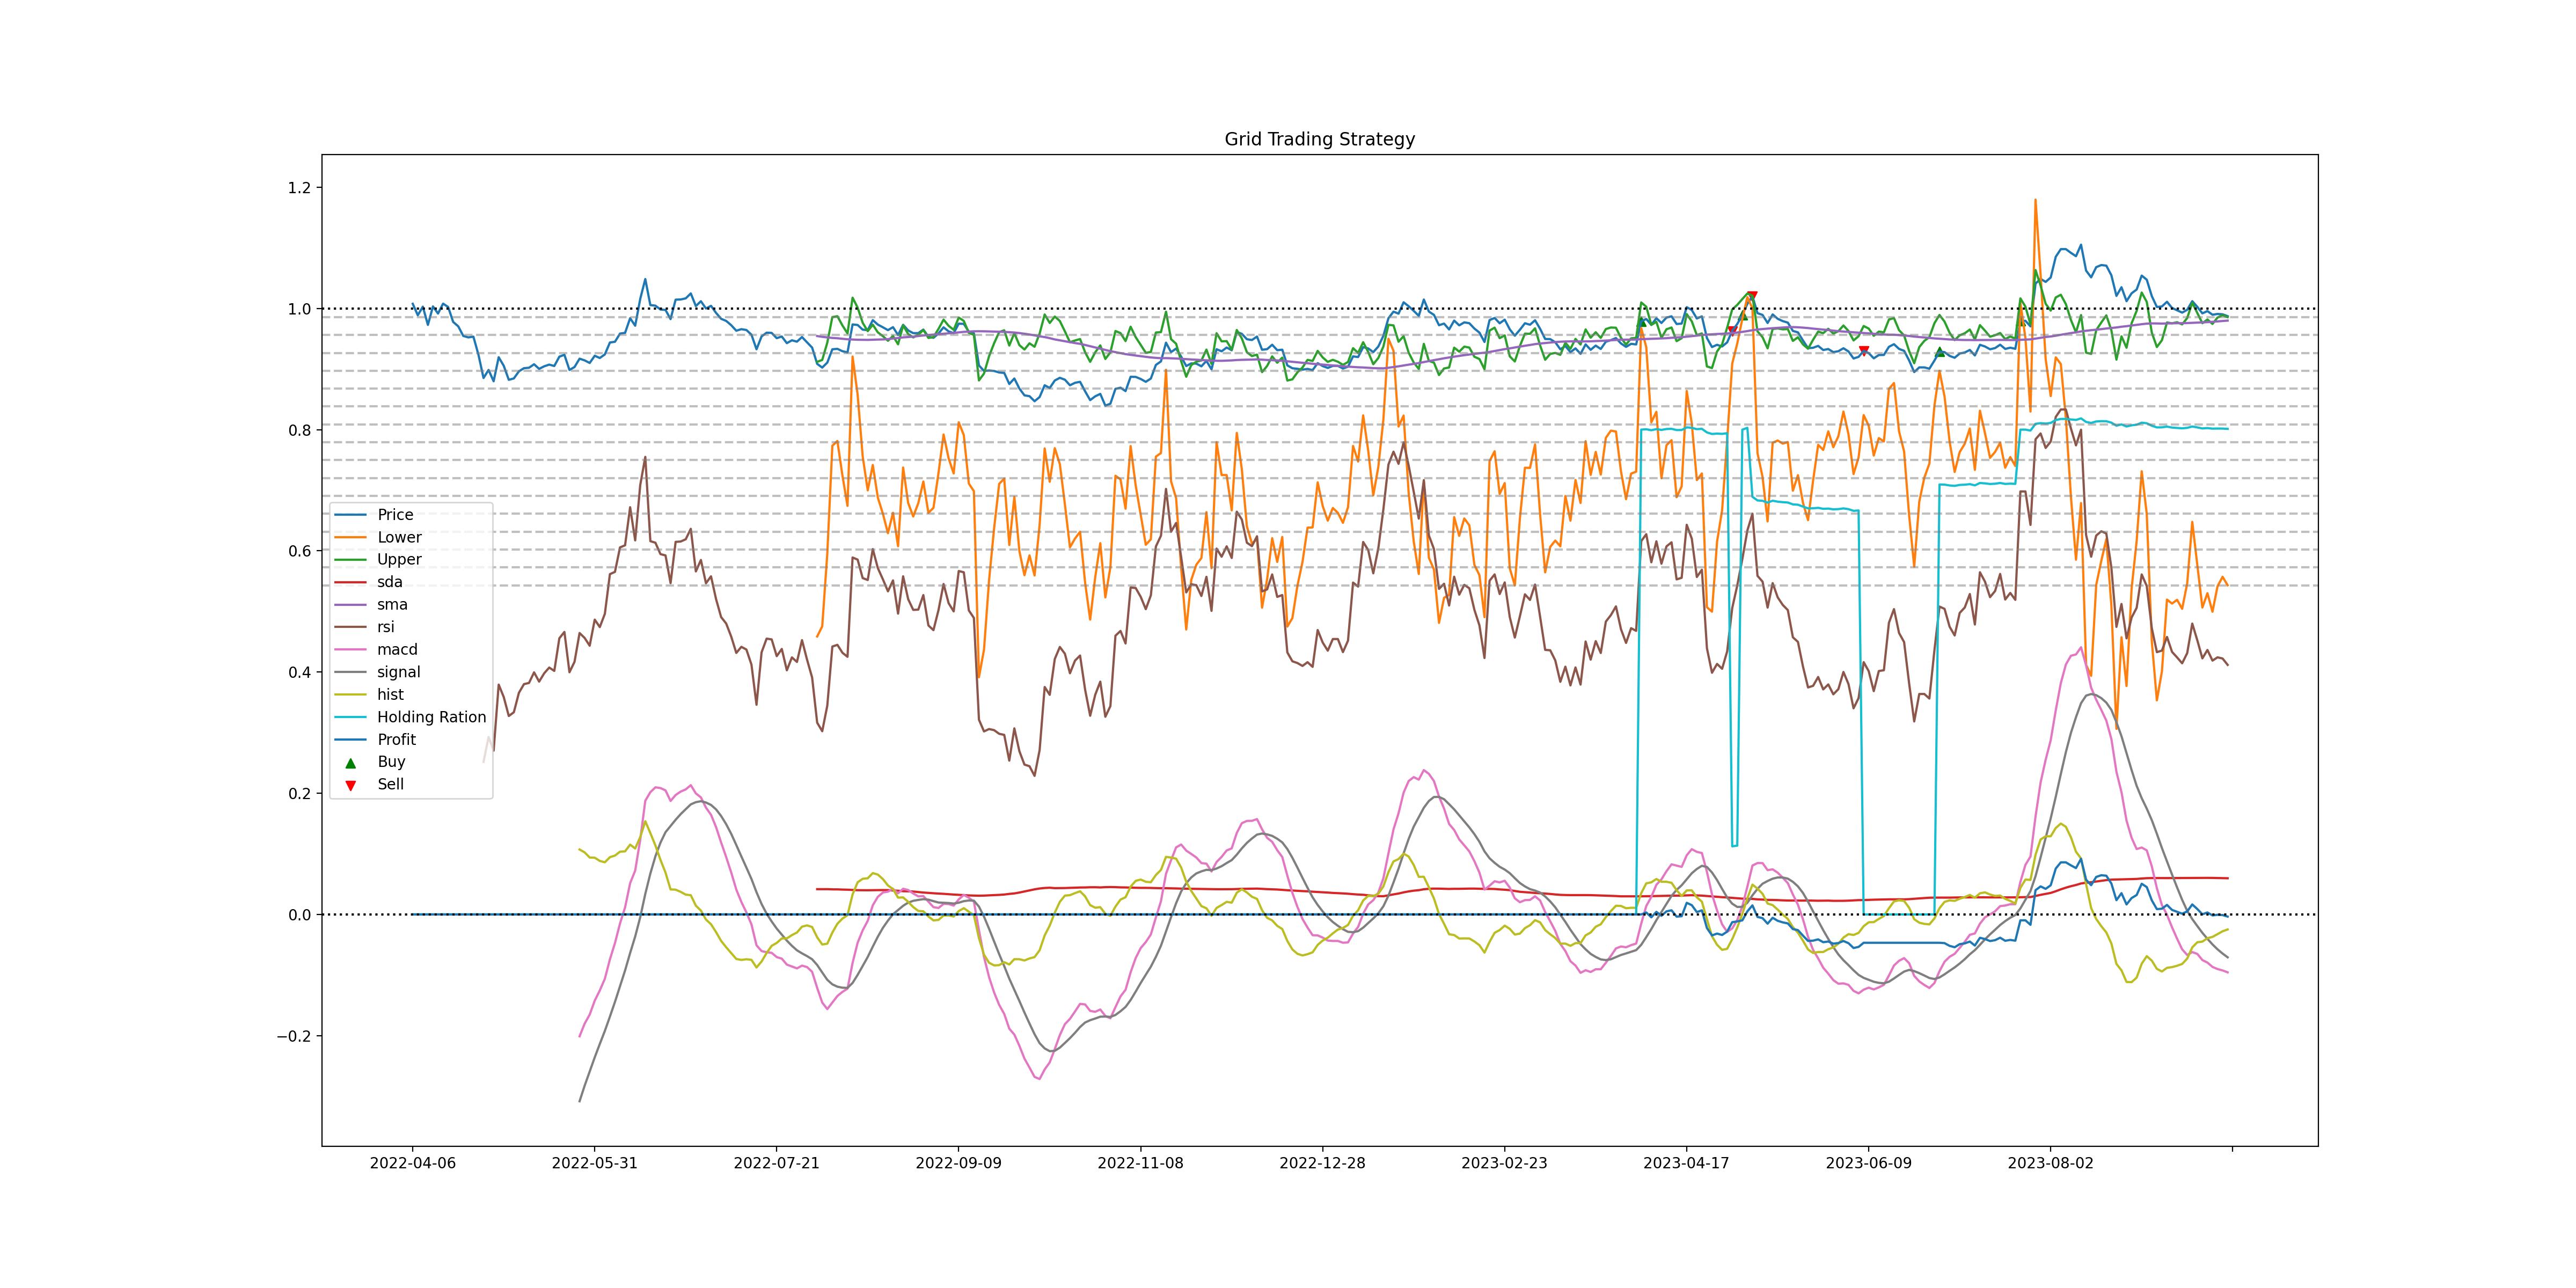 Grid Trading Strategy
1.2
1.0
0.8
0.6
0.4
0.2
0.0
−0.2
Price
Lower
Upper
sda
sma
rsi
macd
signal
hist
Holding Ration
Profit
Buy
Sell
2022-04-06 2022-05-31 2022-07-21 2022-09-09 2022-11-08 2022-12-28 2023-02-23 2023-04-17 2023-06-09 2023-08-02